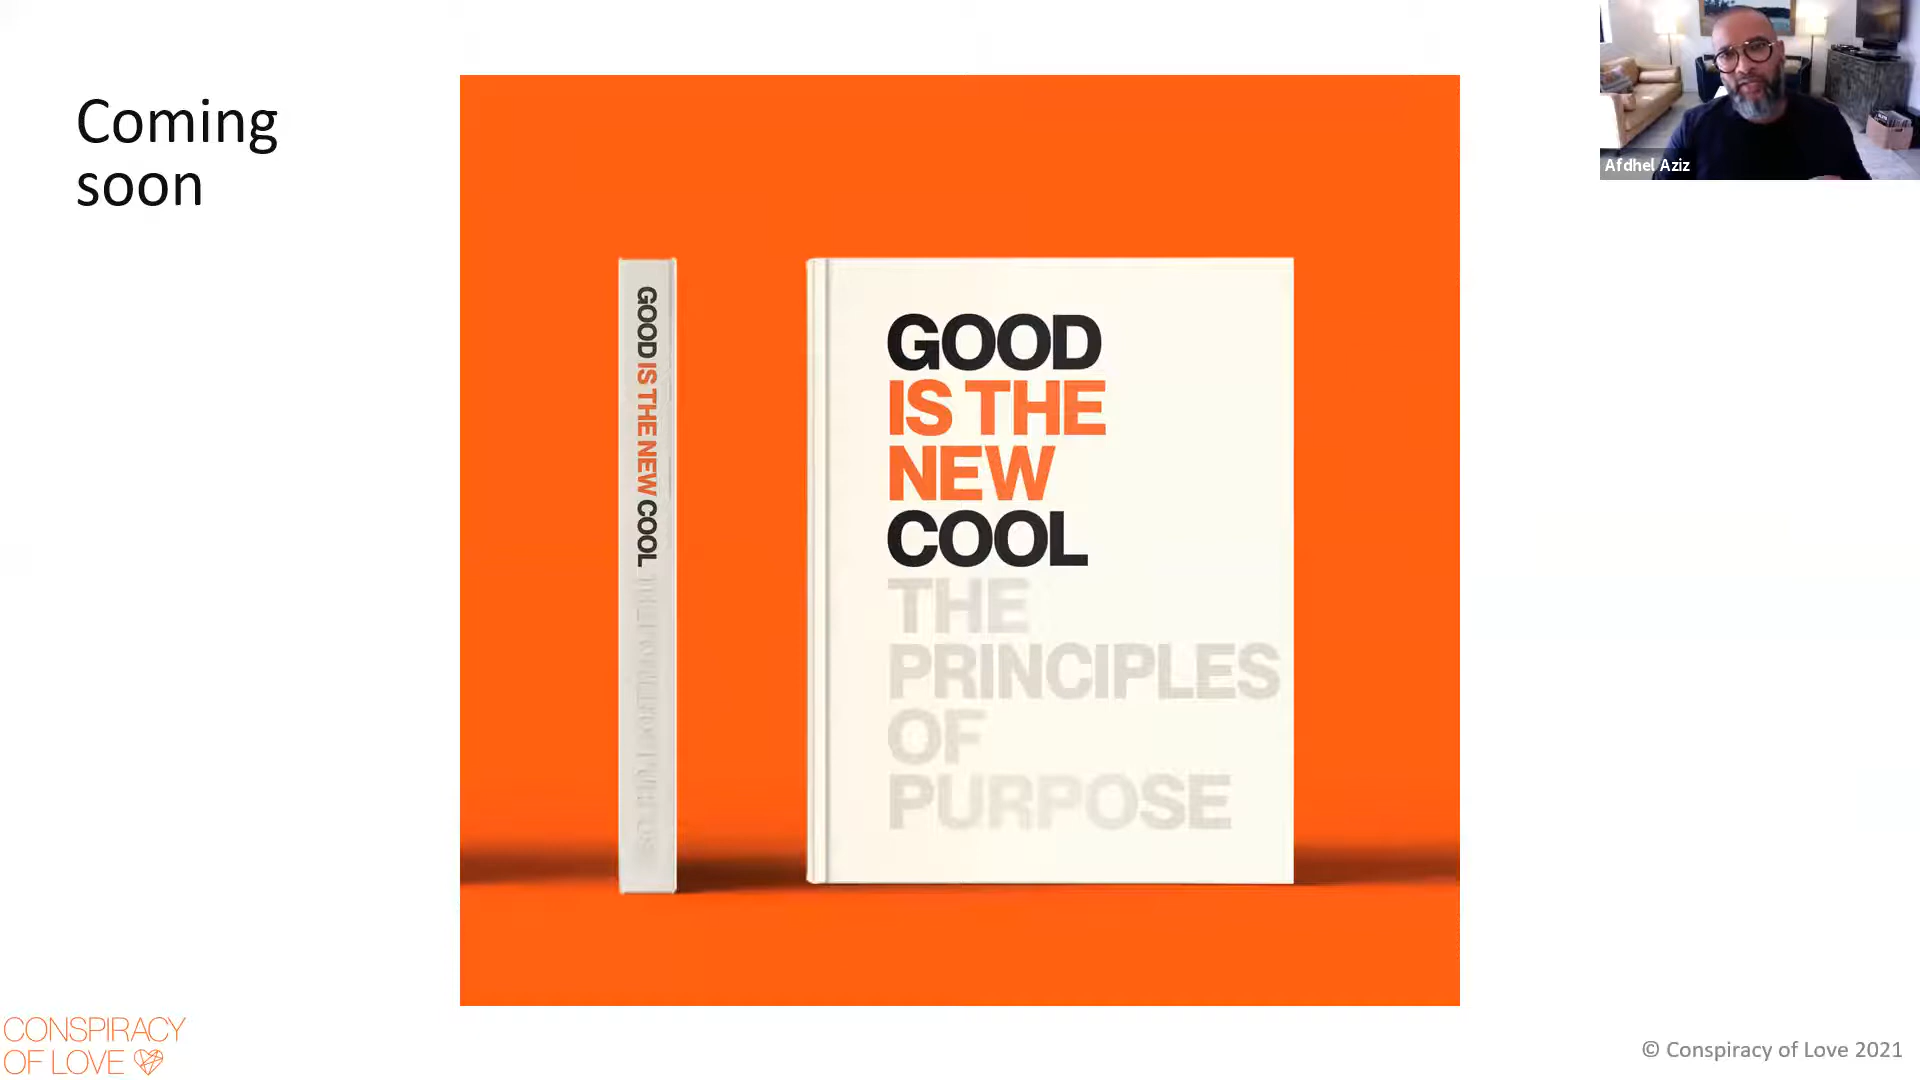 Coming
soon
GOOD IS THE NEW COOL
GOOD
IS THE
NEW
COOL
THE
PRINCIPLES
OF
PURPOSE
Afdhel Aziz
CONSPIRACY
OF LOVE
© Conspiracy of Love 2021